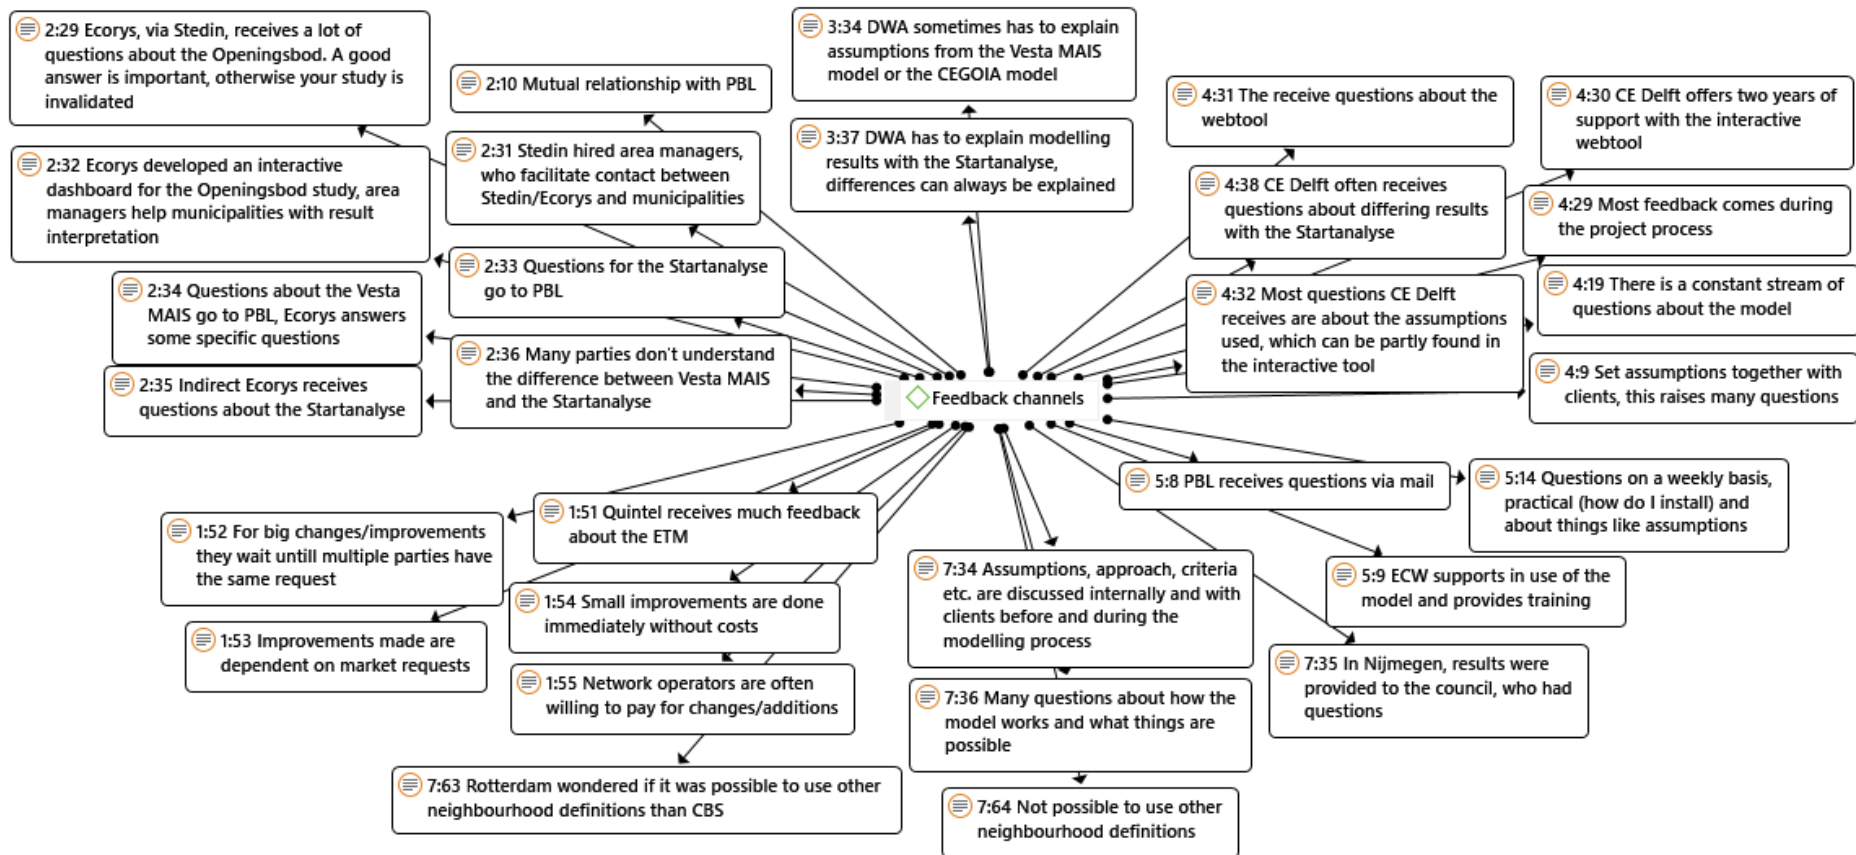 2:29 Ecorys, via Stedin, receives a lot of
questions about the Openingsbod. A good
answer is important, otherwise your study is
invalidated
2:10 Mutual relationship with PBL
3:34 DWA sometimes has to explain
assumptions from the Vesta MAIS
model or the CEGOIA model
4:31 The receive questions about the
webtool
4:30 CE Delft offers two years of
support with the interactive
webtool
2:32 Ecorys developed an interactive
dashboard for the Openingsbod study, area
managers help municipalities with result
interpretation
2:31 Stedin hired area managers,
who facilitate contact between
Stedin/Ecorys and municipalities
3:37 DWA has to explain modelling
results with the Startanalyse,
differences can always be explained
4:38 CE Delft often receives
questions about differing results
with the Startanalyse
4:29 Most feedback comes during
the project process
2:34 Questions about the Vesta
MAIS go to PBL, Ecorys answers
some specific questions
2:33 Questions for the Startanalyse
go to PBL
4:32 Most questions CE Delft
receives are about the assumptions
used, which can be partly found in
the interactive tool
4:19 There is a constant stream of
questions about the model
2:35 Indirect Ecorys receives
questions about the Startanalyse
2:36 Many parties don't understand
the difference between Vesta MAIS
and the Startanalyse
Feedback channels
4:9 Set assumptions together with
clients, this raises many questions
1:52 For big changes/improvements
they wait untill multiple parties have
the same request
1:51 Quintel receives much feedback
about the ETM
5:8 PBL receives questions via mail
5:14 Questions on a weekly basis,
practical (how do I install) and
about things like assumptions
1:53 Improvements made are
dependent on market requests
1:54 Small improvements are done
immediately without costs
7:34 Assumptions, approach, criteria
etc. are discussed internally and with
clients before and during the
modelling process
5:9 ECW supports in use of the
model and provides training
1:55 Network operators are often
willing to pay for changes/additions
7:36 Many questions about how the
model works and what things are
possible
7:35 In Nijmegen, results were
provided to the council, who had
questions
7:63 Rotterdam wondered if it was possible to use other
neighbourhood definitions than CBS
7:64 Not possible to use other
neighbourhood definitions